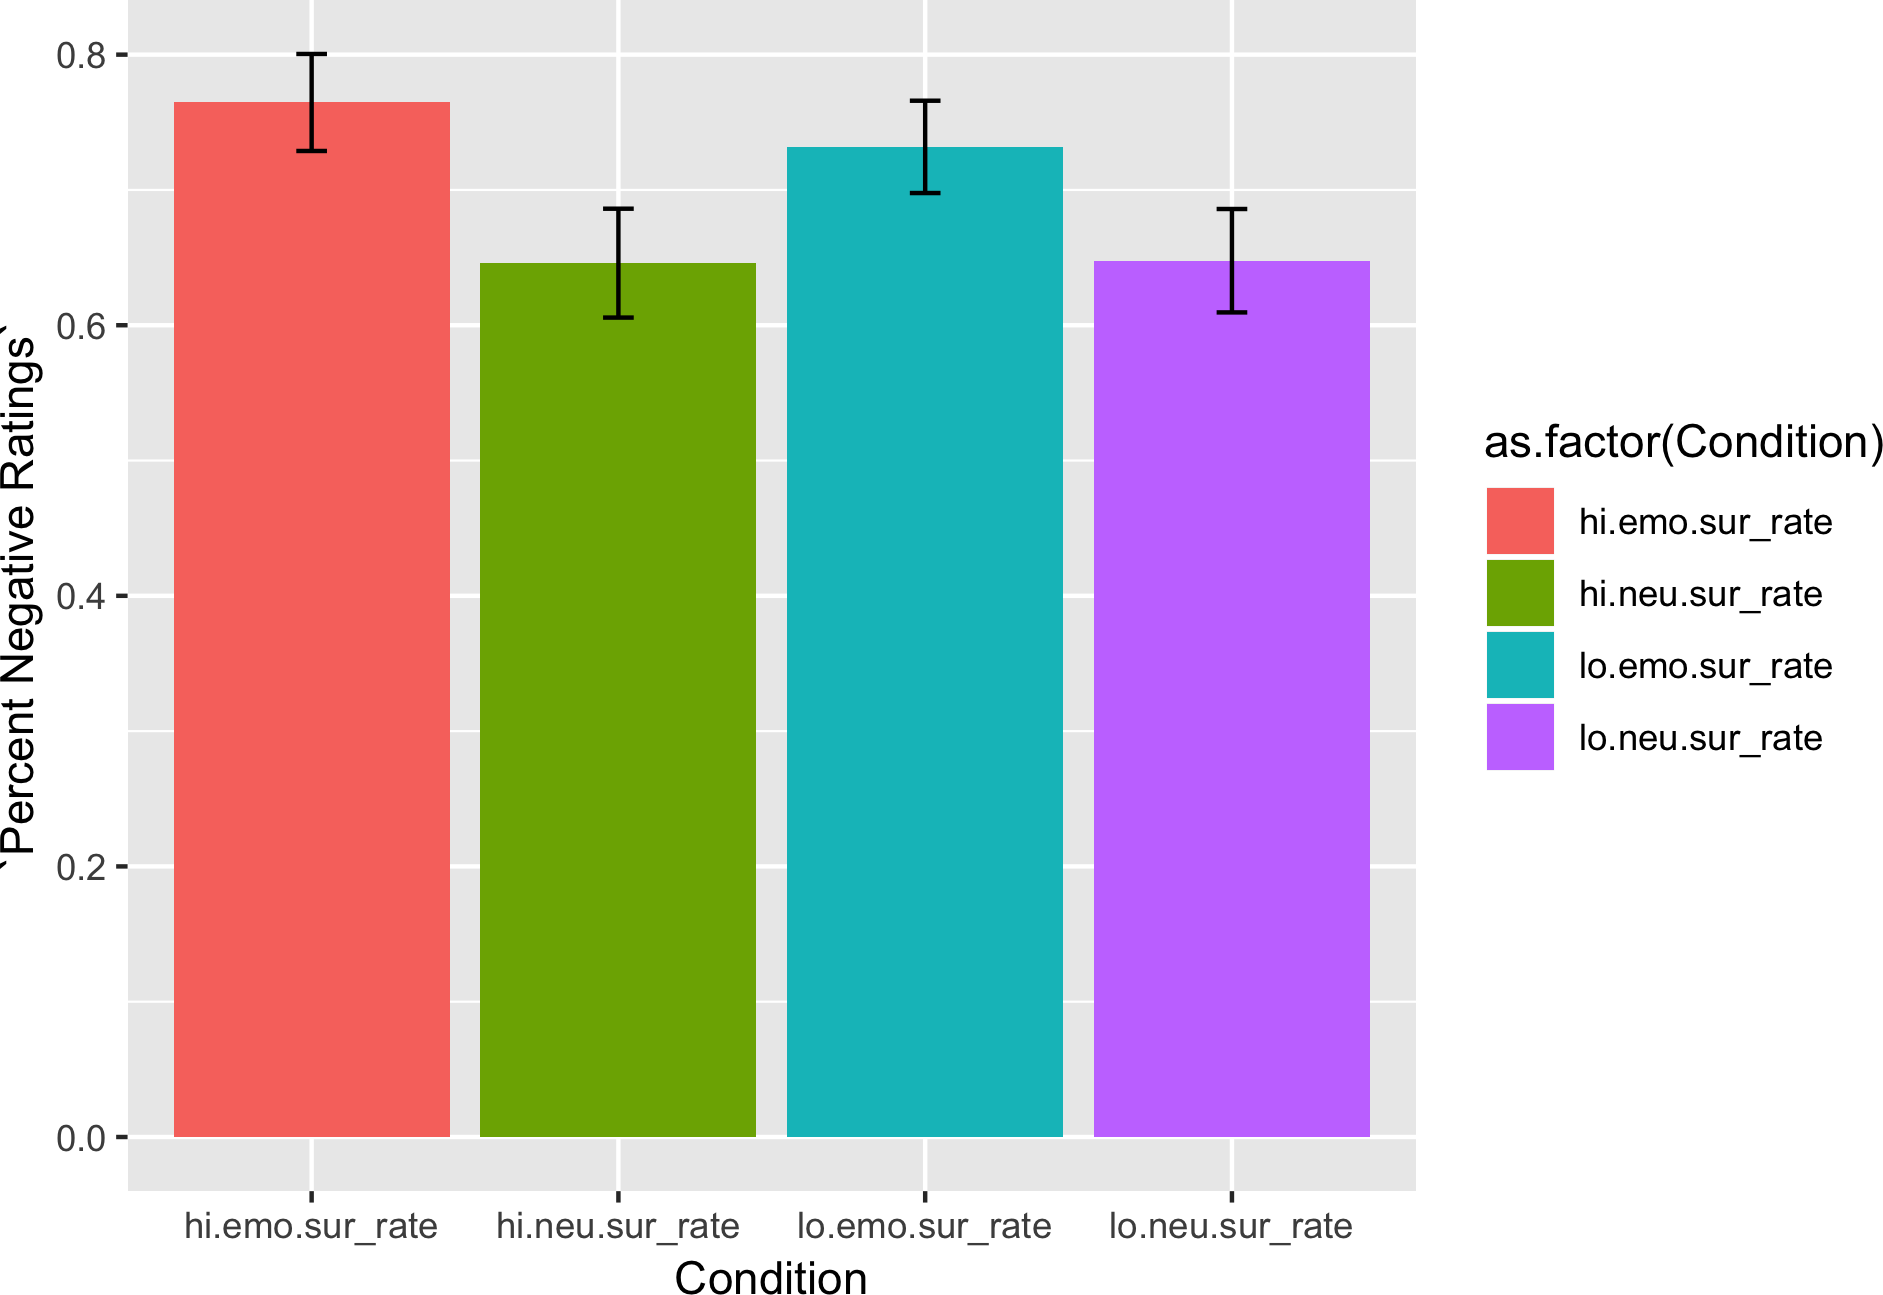 `Percent Negative Ratings`
0.8
0.6
0.4
0.2
0.0
hi.emo.sur_rate hi.neu.sur_rate lo.emo.sur_rate lo.neu.sur_rate
Condition
as.factor(Condition)
hi.emo.sur_rate
hi.neu.sur_rate
lo.emo.sur_rate
lo.neu.sur_rate